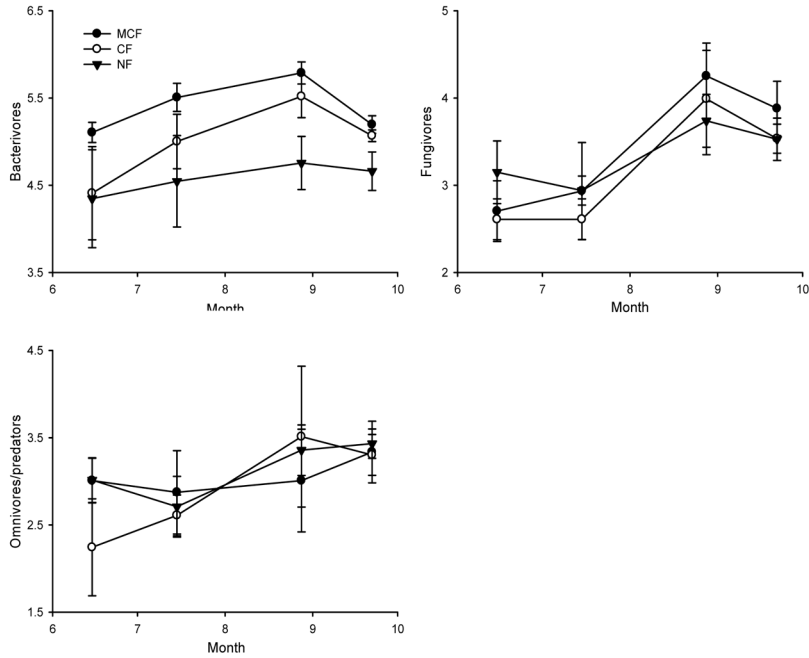 6.5
5.5
4.5
3.5
Bacterivores
MCF
CF
NF
6 7 8 9 10
Month
5
4
3
2
Fungivores
6 7 8 9 10
Month
4.5
3.5
2.5
1.5
Omnivores/predators
6 7 8 9 10
Month